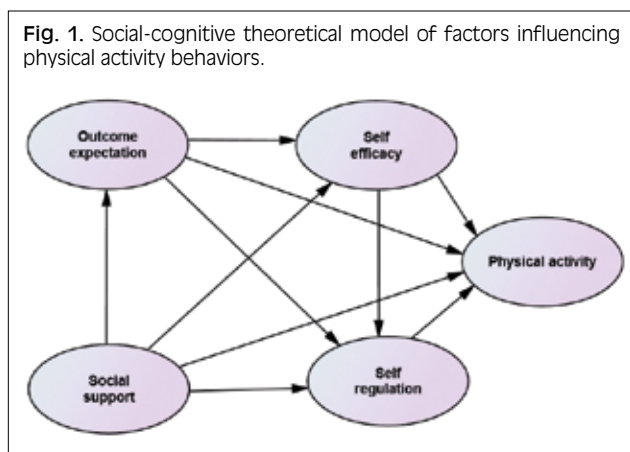 Fig. 1. Social-cognitive theoretical model of factors influencing
physical activity behaviors.
Outcome
expectation
Self
efficacy
Physical activity
Social
support
Self
regulation